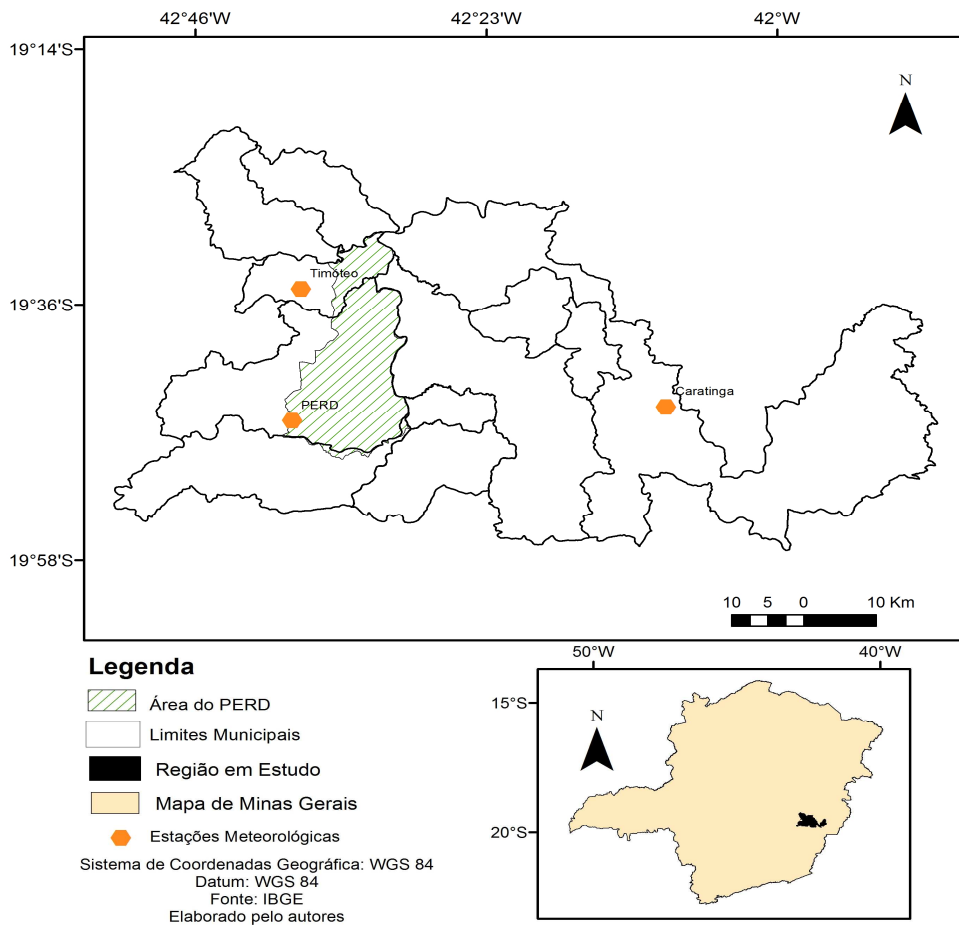 42°46'W 42°23'W 42°W
19°14'S
N
Timóteo
19°36'S
Caratinga
PERD
19°58'S
10 5 0 10 Km
Legenda
Área do PERD
Limites Municipais
Região em Estudo
Mapa de Minas Gerais
Estações Meteorológicas
Sistema de Coordenadas Geográfica: WGS 84
Datum: WGS 84
Fonte: IBGE
Elaborado pelo autores
50°W 40°W
15°S
N
20°S